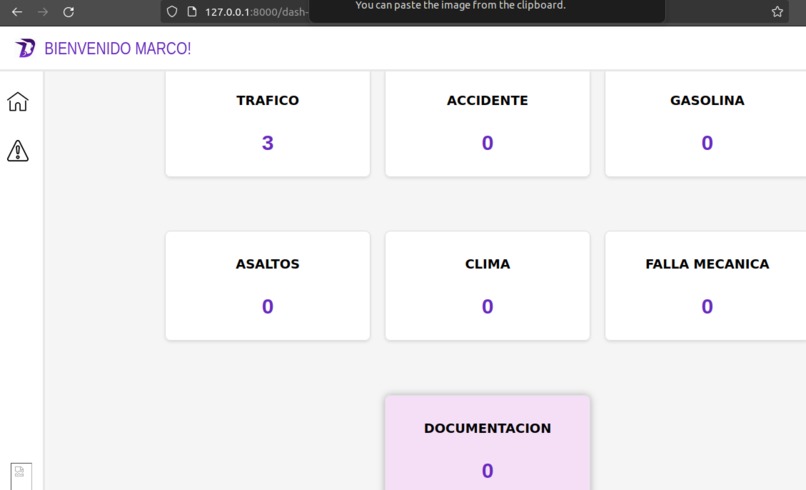 You can paste the image from the clipboard.
127.0.0.1:8000/dash-
BIENVENIDO MARCO!
TRAFICO
ACCIDENTE
GASOLINA
3
0
0
ASALTOS
CLIMA
FALLA MECANICA
0
0
0
DOCUMENTACION
0